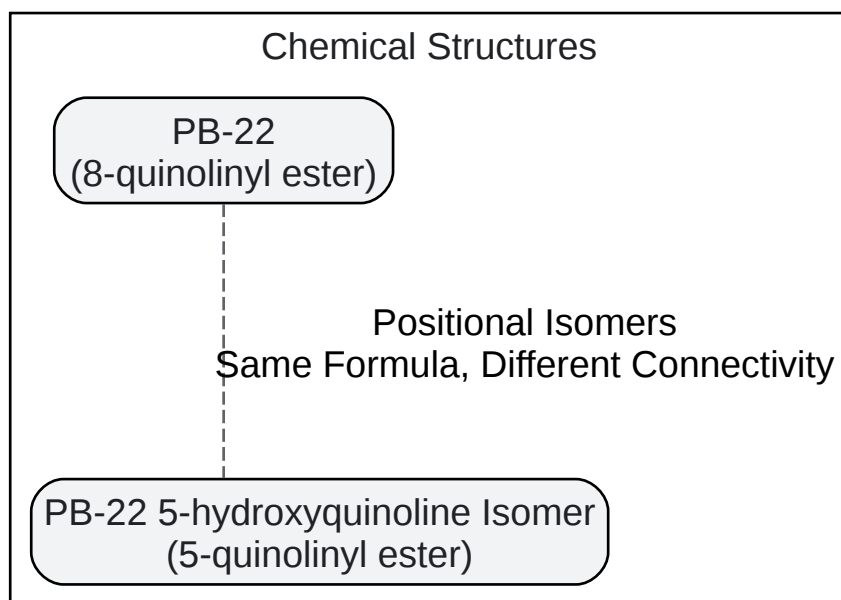 Chemical Structures
PB-22
(8-quinolinyl ester)
Positional Isomers
Same Formula, Different Connectivity
PB-22 5-hydroxyquinoline Isomer
(5-quinolinyl ester)